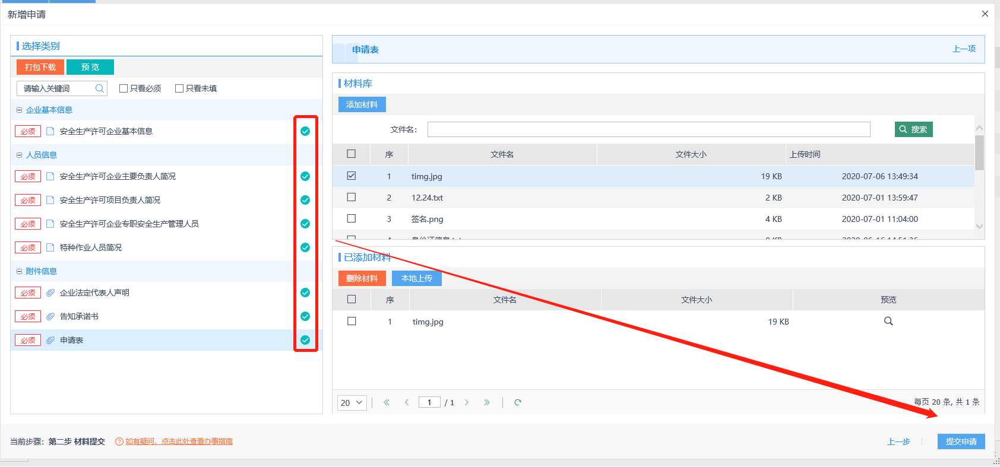 新增申请
选择类别
打包下载 预 览
请输入关键词 只看必须 只看未填
企业基本信息
必须 安全生产许可企业基本信息
人员信息
必须 安全生产许可企业主要负责人简况
必须 安全生产许可项目负责人简况
必须 安全生产许可企业专职安全生产管理人员
必须 特种作业人员简况
附件信息
必须 企业法定代表人声明
必须 告知承诺书
必须 申请表
申请表 上一项
材料库
添加材料
文件名： 搜索
序 文件名 文件大小 上传时间
1 timg.jpg 19 KB 2020-07-06 13:49:34
2 12.24.txt 2 KB 2020-07-01 13:59:47
3 签名.png 4 KB 2020-07-01 11:04:00
已添加材料
删除材料 本地上传
序 文件名 文件大小 预览
1 timg.jpg 19 KB
20 1 / 1 每页 20 条, 共 1 条
当前步骤：第二步 材料提交 如有疑问，点击此处查看办事指南 上一步 提交申请